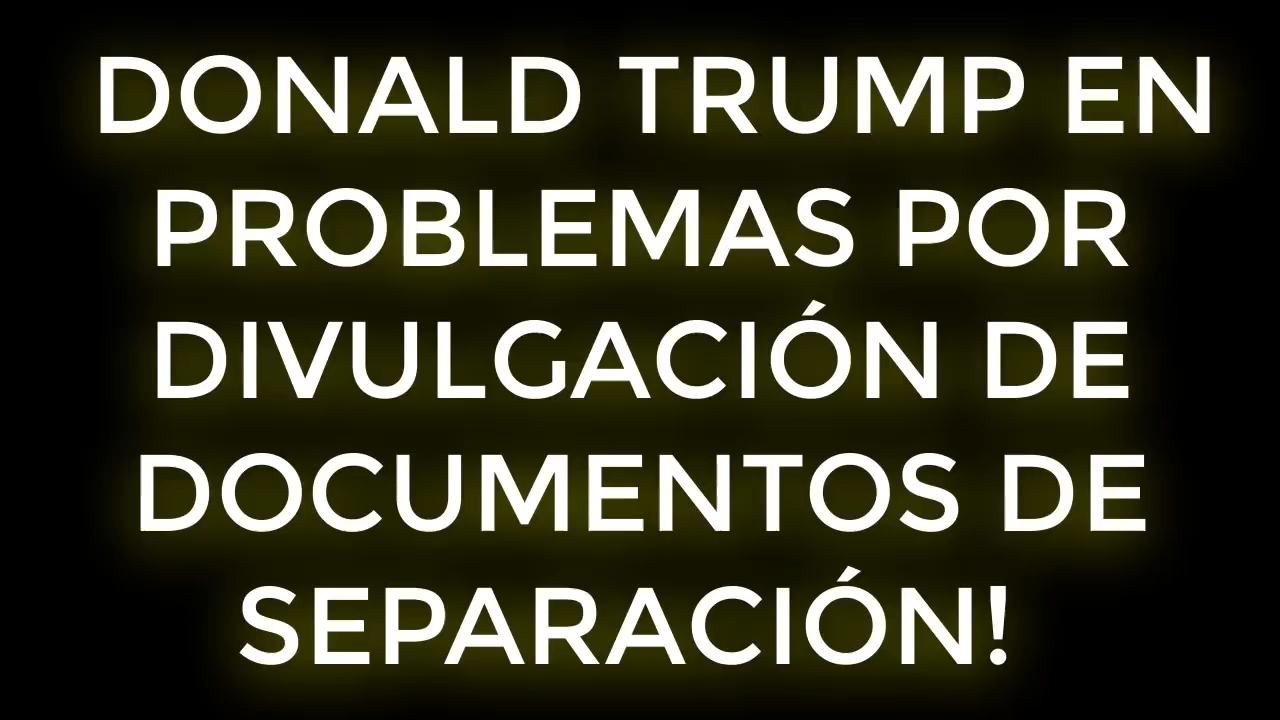 DONALD TRUMP EN
PROBLEMAS POR
DIVULGACIÓN DE
DOCUMENTOS DE
SEPARACIÓN!